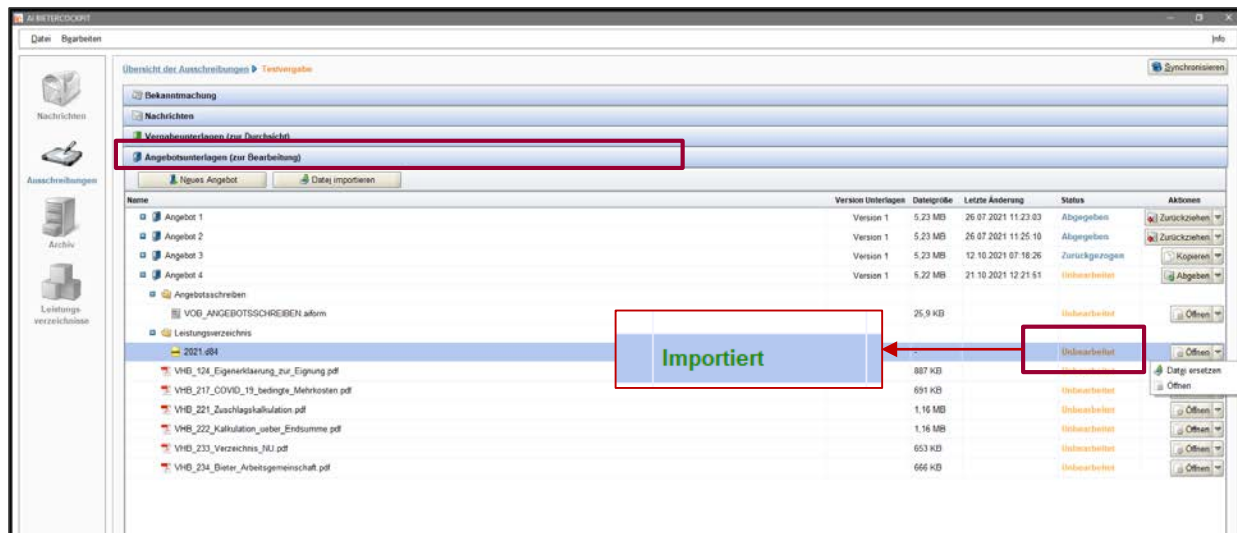 AI BIETERCOCKPIT
Datei Bearbeiten Info
Übersicht der Ausschreibungen Testvergabe Synchronisieren
Bekanntmachung
Nachrichten
Nachrichten
Vergabeunterlagen (zur Durchsicht)
Angebotsunterlagen (zur Bearbeitung)
Ausschreibungen
Neues Angebot Datei importieren
Name Version Unterlagen Dateigröße Letzte Änderung Status Aktionen
Angebot 1 Version 1 5,23 MB 26.07.2021 11:23:03 Abgegeben Zurückziehen
Angebot 2 Version 1 5,23 MB 26.07.2021 11:25:10 Abgegeben Zurückziehen
Archiv
Angebot 3 Version 1 5,23 MB 12.10.2021 07:18:26 Zurückgezogen Kopieren
Angebot 4 Version 1 5,22 MB 21.10.2021 12:21:51 Unbearbeitet Abgeben
Angebotsschreiben
Leistungs
verzeichnisse
VOB_ANGEBOTSSCHREIBEN.aiform 25,9 KB Unbearbeitet Öffnen
Leistungsverzeichnis
2021.d84 - Unbearbeitet Öffnen
Importiert
VHB_124_Eigenerklaerung_zur_Eignung.pdf 887 KB Unbearbeitet
Datei ersetzen
Öffnen
VHB_217_COVID_19_bedingte_Mehrkosten.pdf 691 KB Unbearbeitet
VHB_221_Zuschlagskalkulation.pdf 1,16 MB Unbearbeitet Öffnen
VHB_222_Kalkulation_ueber_Endsumme.pdf 1,16 MB Unbearbeitet Öffnen
VHB_233_Verzeichnis_NU.pdf 653 KB Unbearbeitet Öffnen
VHB_234_Bieter_Arbeitsgemeinschaft.pdf 666 KB Unbearbeitet Öffnen